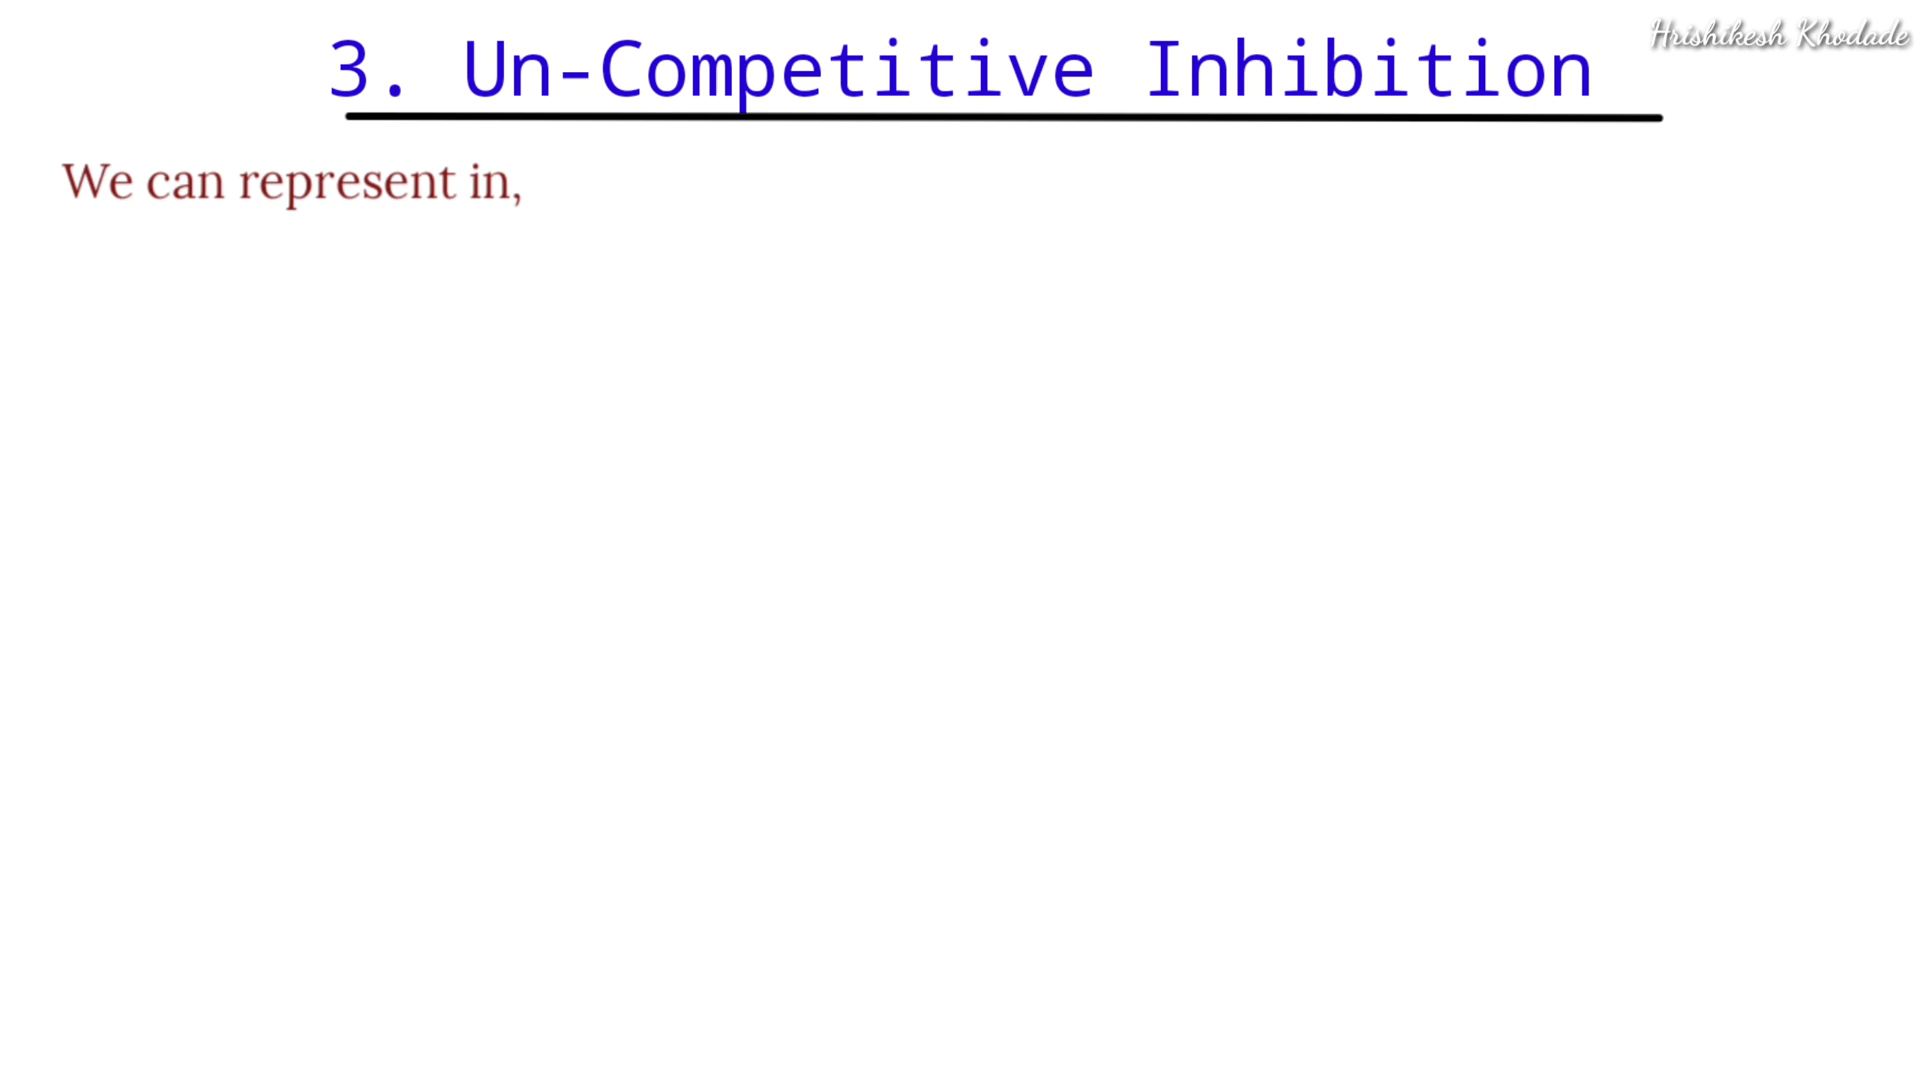 Hrishikesh Khodade
3. Un-Competitive Inhibition
We can represent in,